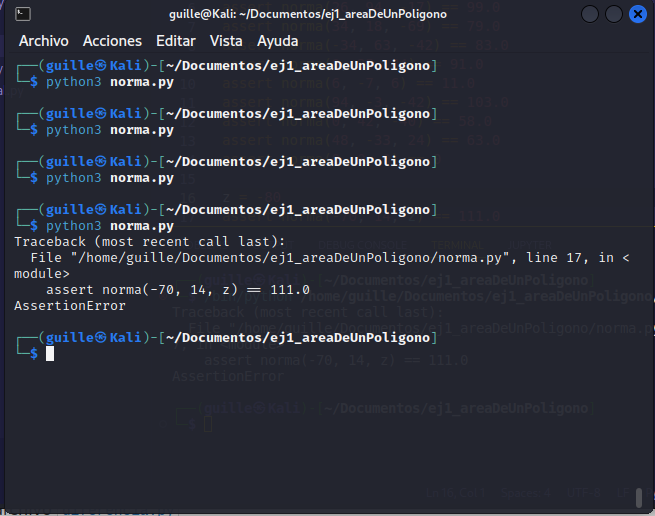 guille@Kali: ~/Documentos/ej1_areaDeUnPoligono
Archivo Acciones Editar Vista Ayuda
┌──(guille㉿Kali)-[~/Documentos/ej1_areaDeUnPoligono]
└─$ python3 norma.py
┌──(guille㉿Kali)-[~/Documentos/ej1_areaDeUnPoligono]
└─$ python3 norma.py
┌──(guille㉿Kali)-[~/Documentos/ej1_areaDeUnPoligono]
└─$ python3 norma.py
┌──(guille㉿Kali)-[~/Documentos/ej1_areaDeUnPoligono]
└─$ python3 norma.py
Traceback (most recent call last):
  File "/home/guille/Documentos/ej1_areaDeUnPoligono/norma.py", line 17, in <
module>
    assert norma(-70, 14, z) == 111.0
AssertionError
┌──(guille㉿Kali)-[~/Documentos/ej1_areaDeUnPoligono]
└─$